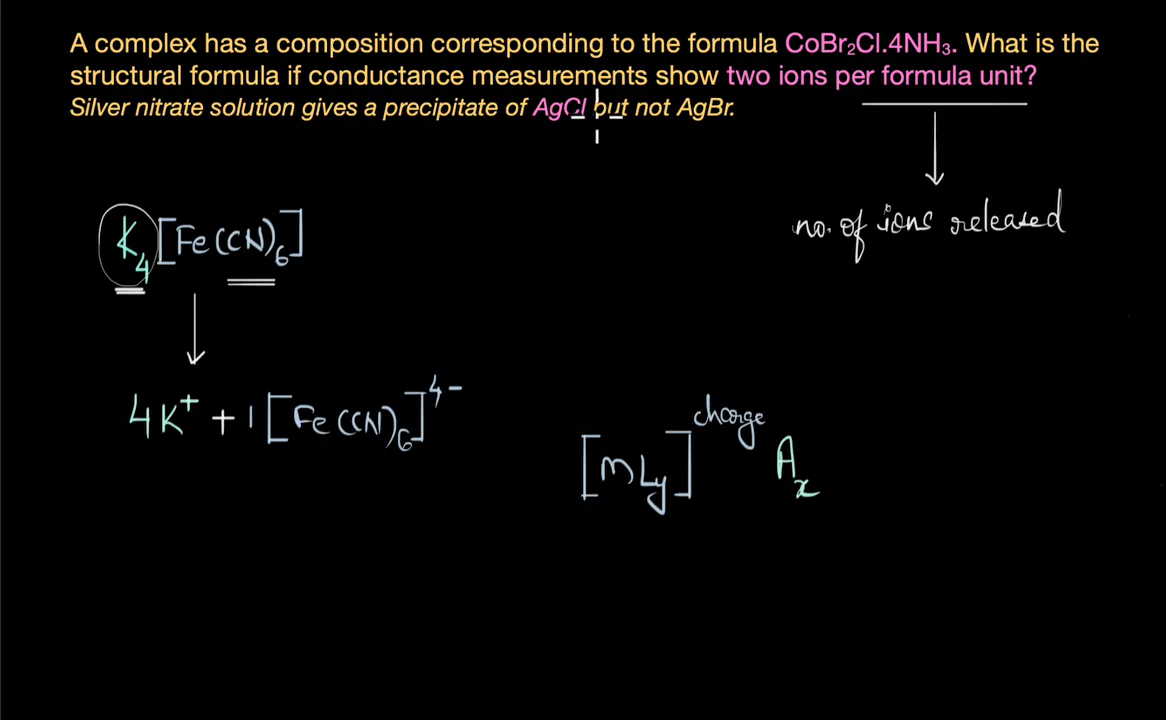 A complex has a composition corresponding to the formula CoBr₂Cl.4NH₃. What is the
structural formula if conductance measurements show two ions per formula unit?
Silver nitrate solution gives a precipitate of AgCl but not AgBr.
no. of ions released
K₄[Fe(CN)₆]
4K⁺ + 1[Fe(CN)₆]⁴⁻
[MLy]^charge Aₓ